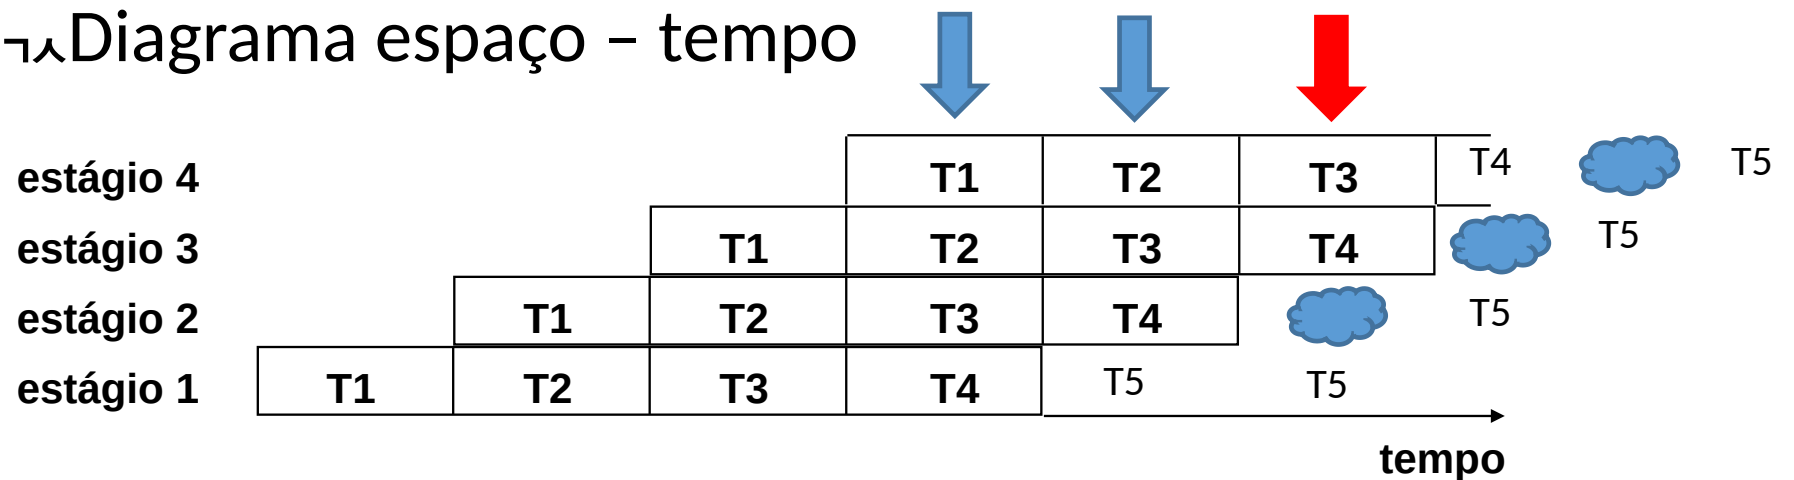 Diagrama espaço – tempo
estágio 4 T1 T2 T3 T4 T5
estágio 3 T1 T2 T3 T4 T5
estágio 2 T1 T2 T3 T4 T5
estágio 1 T1 T2 T3 T4 T5 T5
tempo